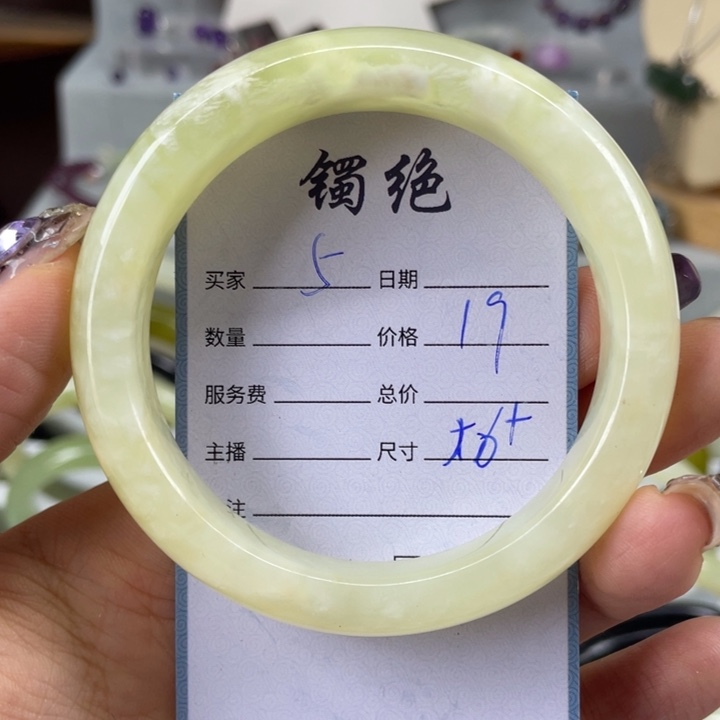 镯绝
买家 5 日期
数量 价格 19
服务费 总价
主播 尺寸
注